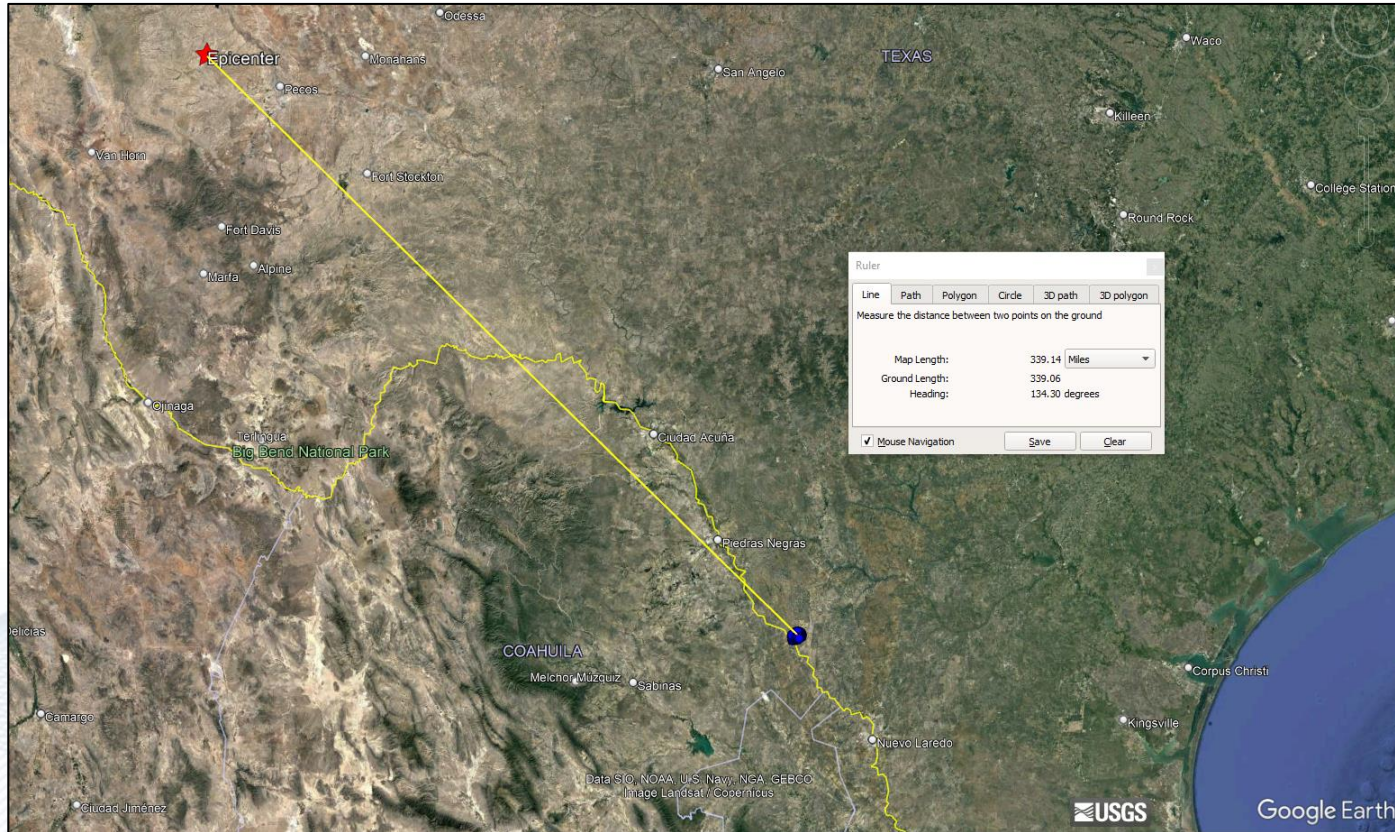 Odessa
Waco
Epicenter
Monahans
TEXAS
San Angelo
Pecos
Killeen
Van Horn
Fort Stockton
College Station
Round Rock
Fort Davis
Alpine
Marfa
Ruler
Line Path Polygon Circle 3D path 3D polygon
Measure the distance between two points on the ground
Map Length: 339.14 Miles
Ground Length: 339.06
Heading: 134.30 degrees
Mouse Navigation Save Clear
Ojinaga
Terlingua
Big Bend National Park
Ciudad Acuña
Piedras Negras
Delicias
COAHUILA
Melchor Múzquiz
Sabinas
Corpus Christi
Camargo
Kingsville
Nuevo Laredo
Data SIO, NOAA, U.S. Navy, NGA, GEBCO
Image Landsat / Copernicus
Ciudad Jiménez
USGS
Google Earth